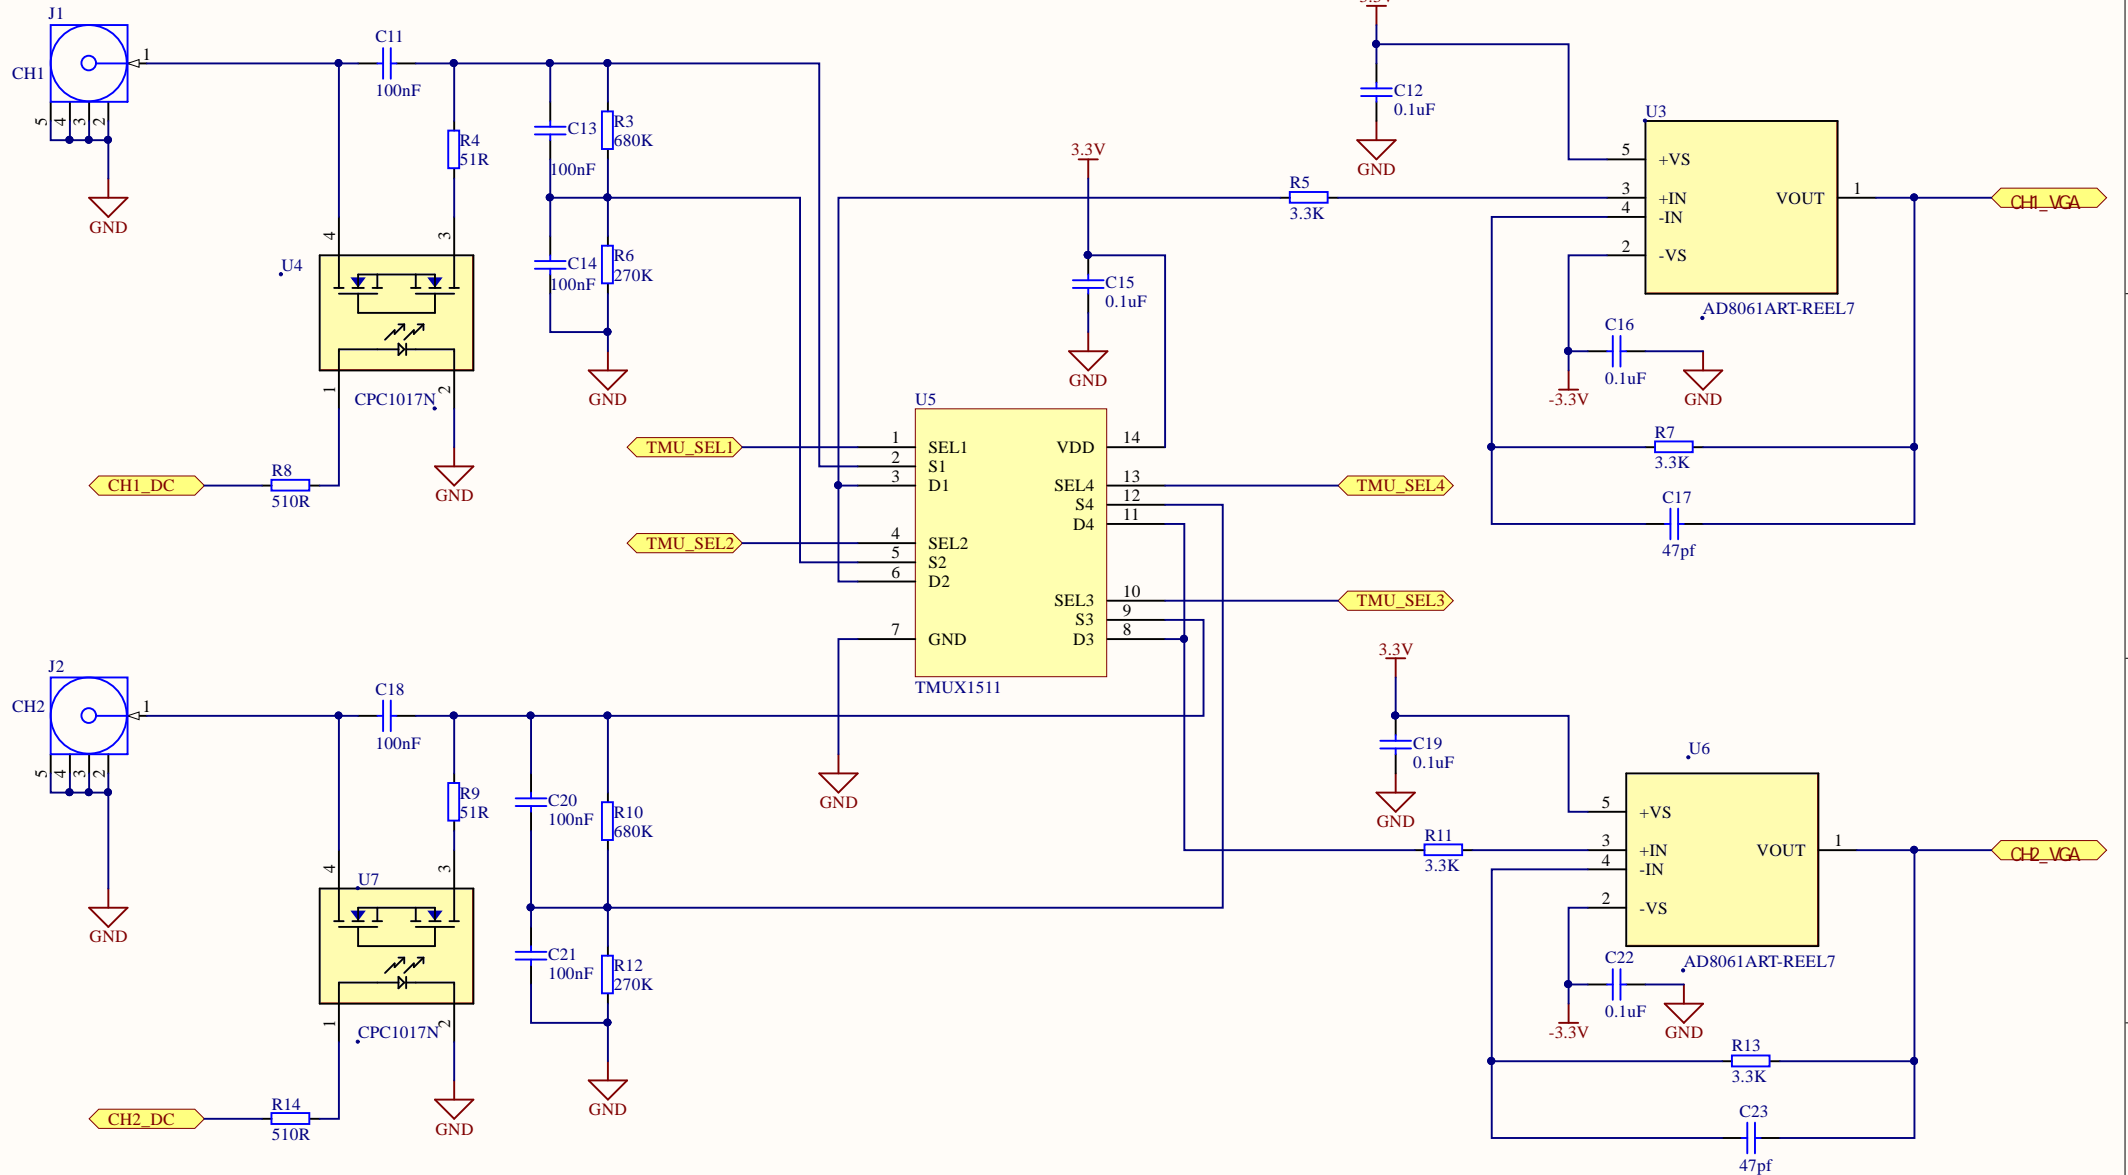 J1
CH1
1
5
4
3
2
GND
C11
100nF
R4
51R
C13
100nF
R3
680K
C14
100nF
R6
270K
GND
4
3
U4
1
2
CPC1017N
CH1_DC
R8
510R
GND
3.3V
C15
0.1uF
GND
3.3V
C12
0.1uF
GND
R5
3.3K
U3
5
+VS
3
+IN
4
-IN
2
-VS
VOUT
1
AD8061ART-REEL7
CH1_VGA
C16
0.1uF
-3.3V
GND
R7
3.3K
C17
47pf
U5
TMU_SEL1
1
SEL1
2
S1
3
D1
TMU_SEL2
4
SEL2
5
S2
6
D2
7
GND
VDD
14
SEL4
13
TMU_SEL4
S4
12
D4
11
SEL3
10
TMU_SEL3
S3
9
D3
8
TMUX1511
GND
J2
CH2
1
5
4
3
2
GND
C18
100nF
R9
51R
C20
100nF
R10
680K
C21
100nF
R12
270K
GND
4
3
U7
1
2
CPC1017N
CH2_DC
R14
510R
GND
3.3V
C19
0.1uF
GND
R11
3.3K
U6
5
+VS
3
+IN
4
-IN
2
-VS
VOUT
1
AD8061ART-REEL7
CH2_VGA
C22
0.1uF
-3.3V
GND
R13
3.3K
C23
47pf